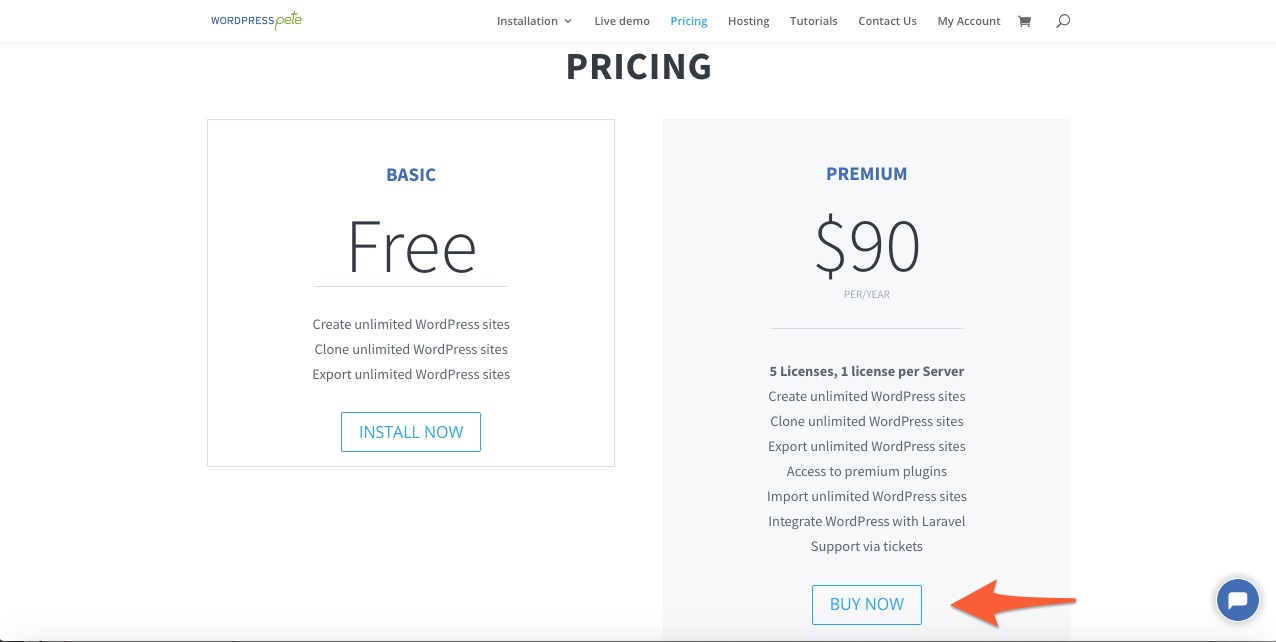 WORDPRESSpete
Installation
Live demo
Pricing
Hosting
Tutorials
Contact Us
My Account
PRICING
BASIC
Free
Create unlimited WordPress sites
Clone unlimited WordPress sites
Export unlimited WordPress sites
INSTALL NOW
PREMIUM
$90
PER/YEAR
5 Licenses, 1 license per Server
Create unlimited WordPress sites
Clone unlimited WordPress sites
Export unlimited WordPress sites
Access to premium plugins
Import unlimited WordPress sites
Integrate WordPress with Laravel
Support via tickets
BUY NOW